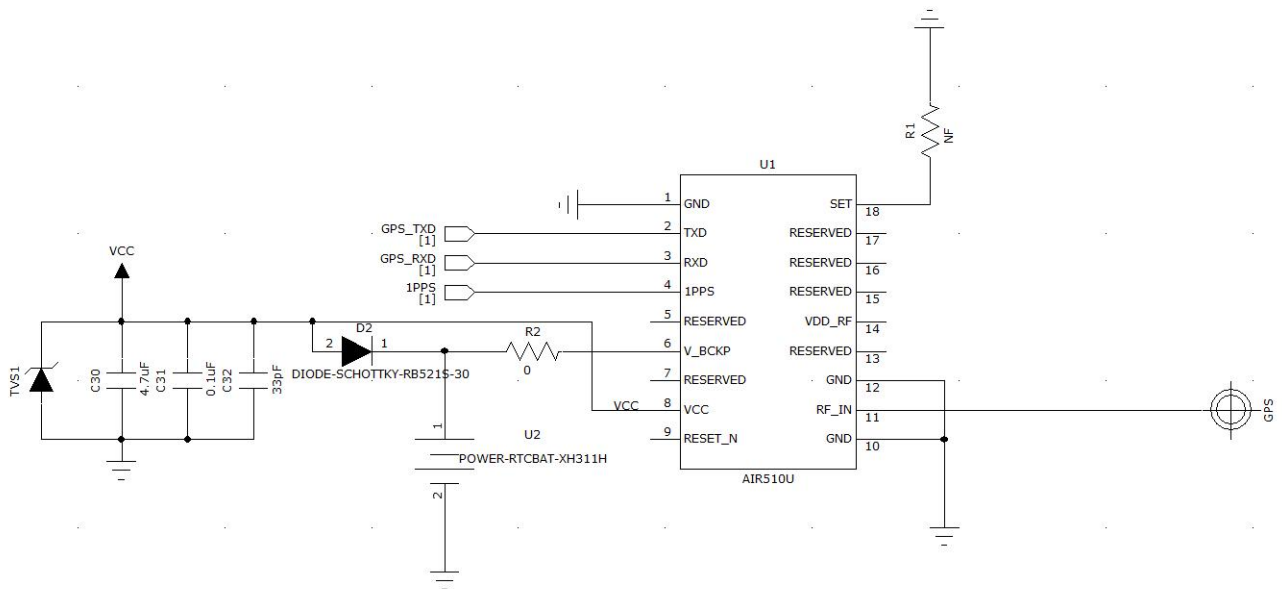 R1
NF
U1
1
GND
SET
18
GPS_TXD
[1]
2
TXD
RESERVED
17
GPS_RXD
[1]
3
RXD
RESERVED
16
1PPS
[1]
4
1PPS
RESERVED
15
VCC
5
RESERVED
VDD_RF
14
D2
2
1
R2
0
6
V_BCKP
RESERVED
13
DIODE-SCHOTTKY-RB521S-30
7
RESERVED
GND
12
TVS1
C30
4.7uF
C31
0.1uF
C32
33pF
VCC
8
VCC
RF_IN
11
GPS
1
U2
9
RESET_N
GND
10
POWER-RTCBAT-XH311H
2
AIR510U